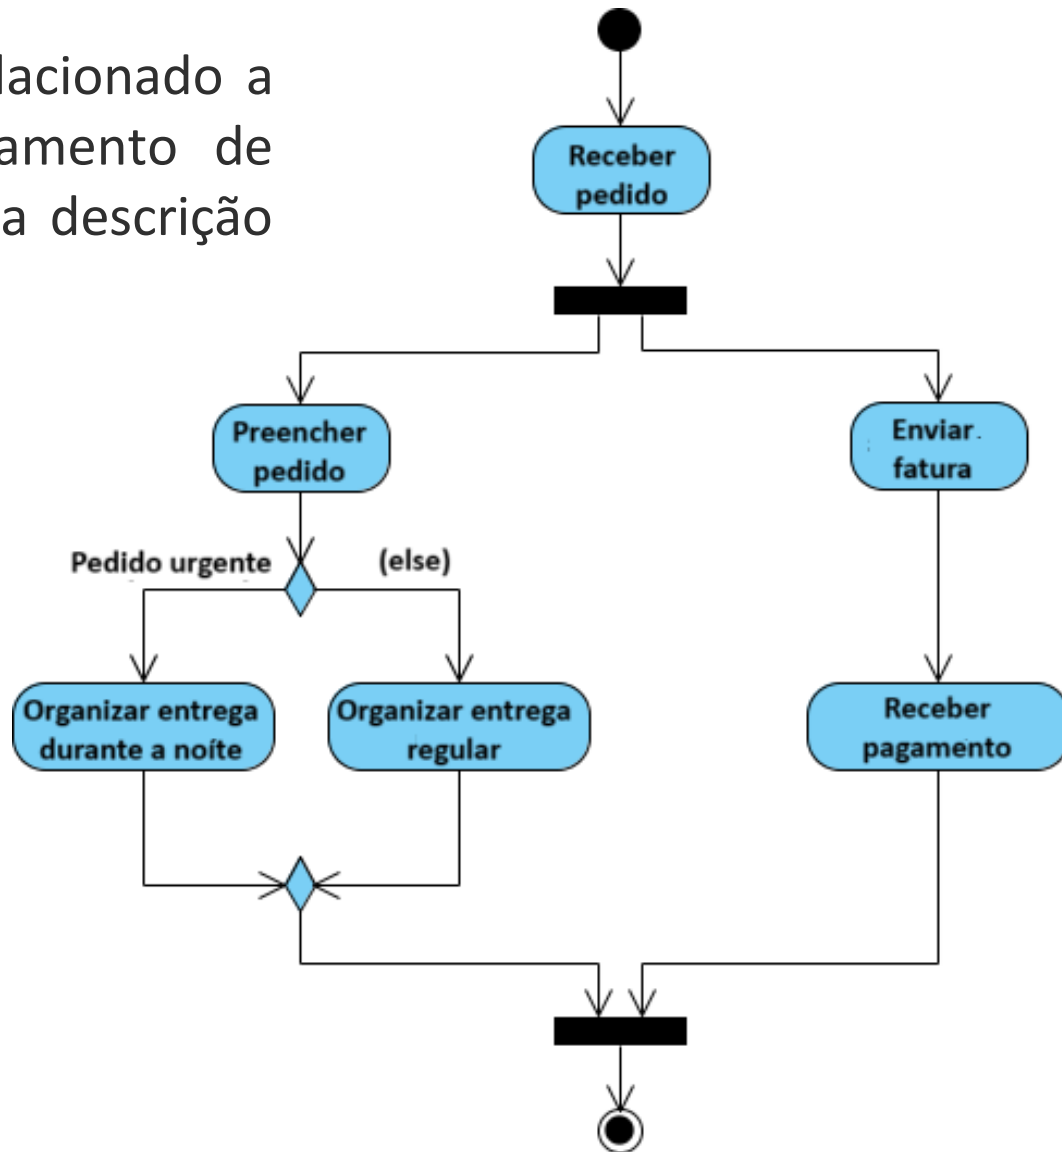 lacionado a
amento de
a descrição
Receber
pedido
Preencher
pedido
Enviar
fatura
Pedido urgente
(else)
Organizar entrega
durante a noíte
Organizar entrega
regular
Receber
pagamento